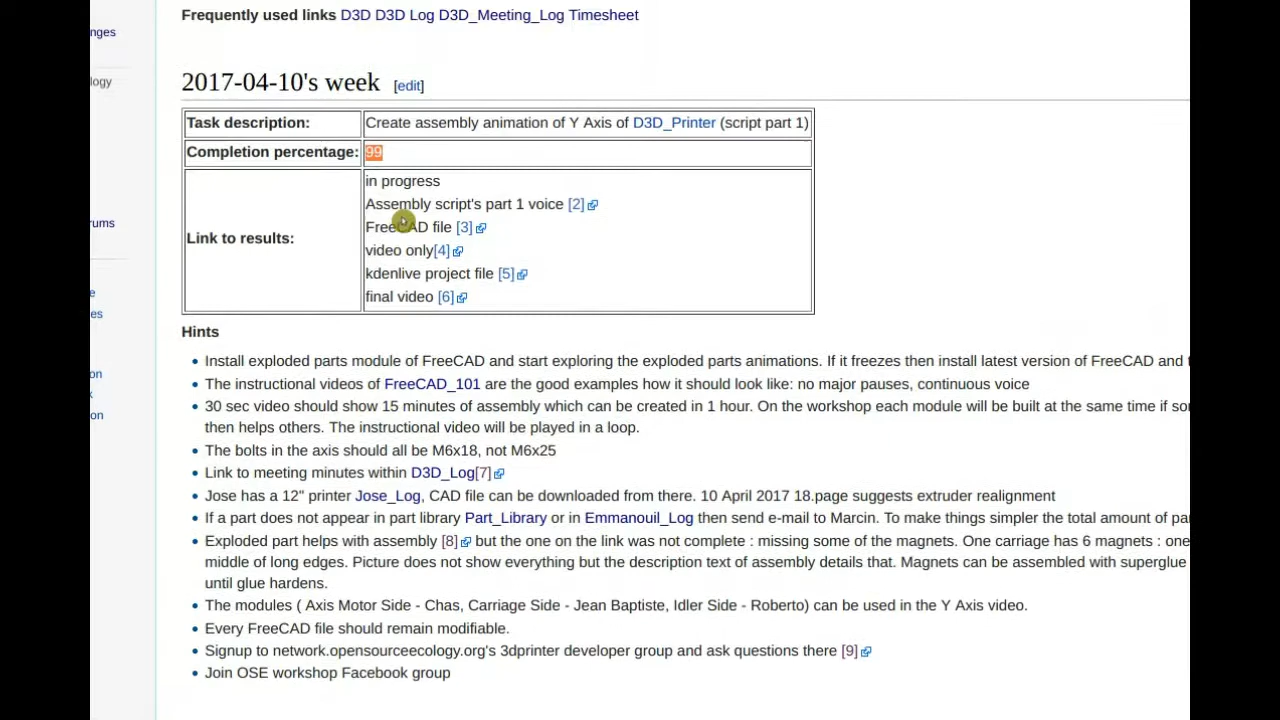 Frequently used links D3D D3D Log D3D_Meeting_Log Timesheet
nges
logy
rums
e
es
on
k
on
2017-04-10's week [edit]
Task description: Create assembly animation of Y Axis of D3D_Printer (script part 1)
Completion percentage: 99
Link to results:
in progress
Assembly script's part 1 voice [2]
FreeCAD file [3]
video only[4]
kdenlive project file [5]
final video [6]
Hints
Install exploded parts module of FreeCAD and start exploring the exploded parts animations. If it freezes then install latest version of FreeCAD and
The instructional videos of FreeCAD_101 are the good examples how it should look like: no major pauses, continuous voice
30 sec video should show 15 minutes of assembly which can be created in 1 hour. On the workshop each module will be built at the same time if
then helps others. The instructional video will be played in a loop.
The bolts in the axis should all be M6x18, not M6x25
Link to meeting minutes within D3D_Log[7]
Jose has a 12" printer Jose_Log, CAD file can be downloaded from there. 10 April 2017 18.page suggests extruder realignment
If a part does not appear in part library Part_Library or in Emmanouil_Log then send e-mail to Marcin. To make things simpler the total amount of
Exploded part helps with assembly [8] but the one on the link was not complete : missing some of the magnets. One carriage has 6 magnets : one
middle of long edges. Picture does not show everything but the description text of assembly details that. Magnets can be assembled with superglue
until glue hardens.
The modules ( Axis Motor Side - Chas, Carriage Side - Jean Baptiste, Idler Side - Roberto) can be used in the Y Axis video.
Every FreeCAD file should remain modifiable.
Signup to network.opensourceecology.org's 3dprinter developer group and ask questions there [9]
Join OSE workshop Facebook group